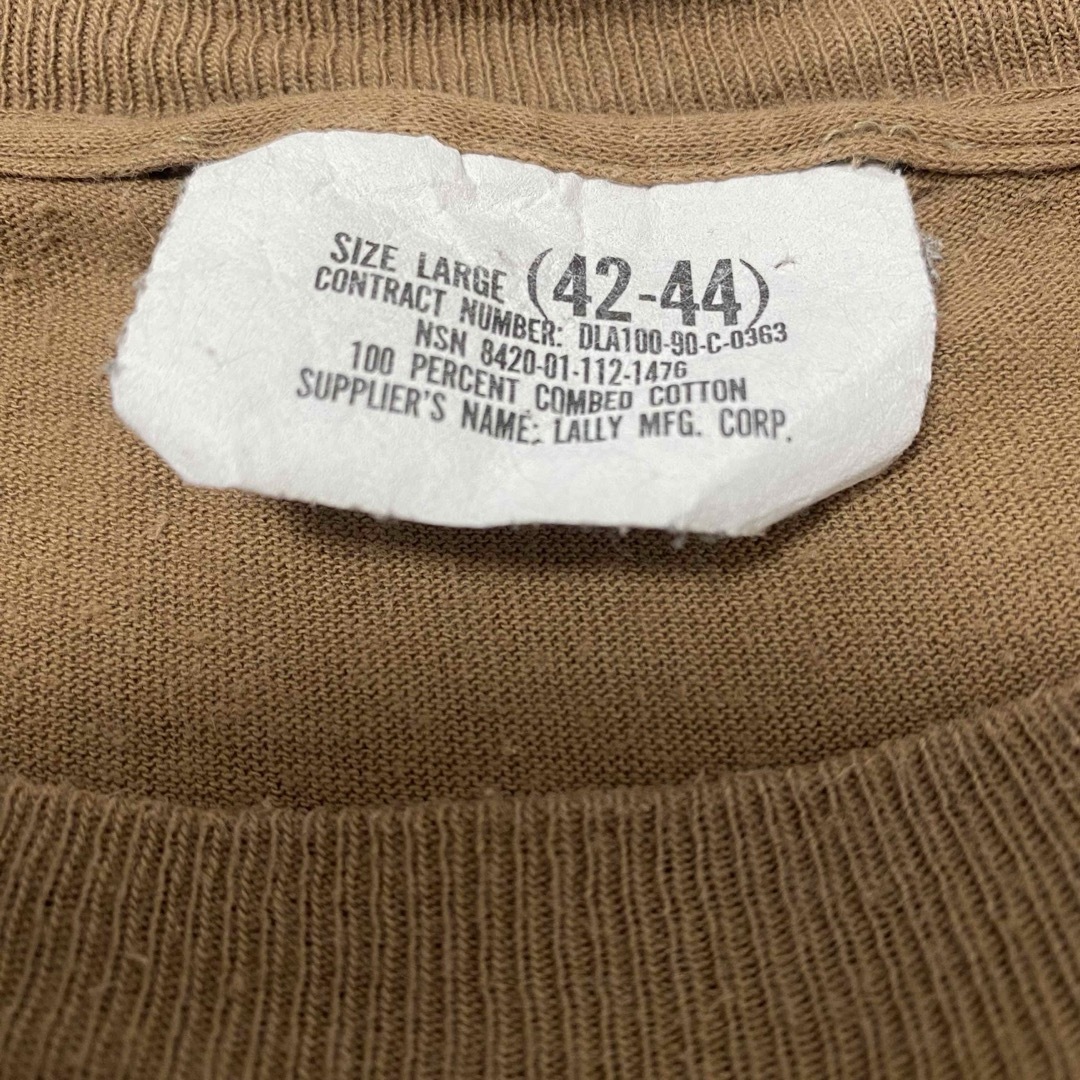 SIZE LARGE (42-44)
CONTRACT NUMBER: DLA100-90-C-0363
NSN 8420-01-112-1476
100 PERCENT COMBED COTTON
SUPPLIER'S NAME: LALLY MFG. CORP.